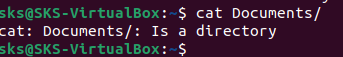 sks@SKS-VirtualBox:~$ cat Documents/
cat: Documents/: Is a directory
sks@SKS-VirtualBox:~$